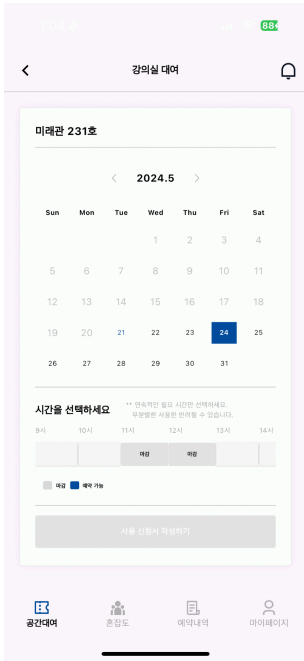 강의실 대여
미래관 231호
2024.5
Sun Mon Tue Wed Thu Fri Sat
1 2 3 4
5 6 7 8 9 10 11
12 13 14 15 16 17 18
19 20 21 22 23 24 25
26 27 28 29 30 31
시간을 선택하세요
** 연속적인 필요 시간만 선택하세요.
무분별한 사용은 반려될 수 있습니다.
9시 10시 11시 12시 13시 14시
마감 마감
마감 예약 가능
사용 신청서 작성하기
공간대여 혼잡도 예약내역 마이페이지